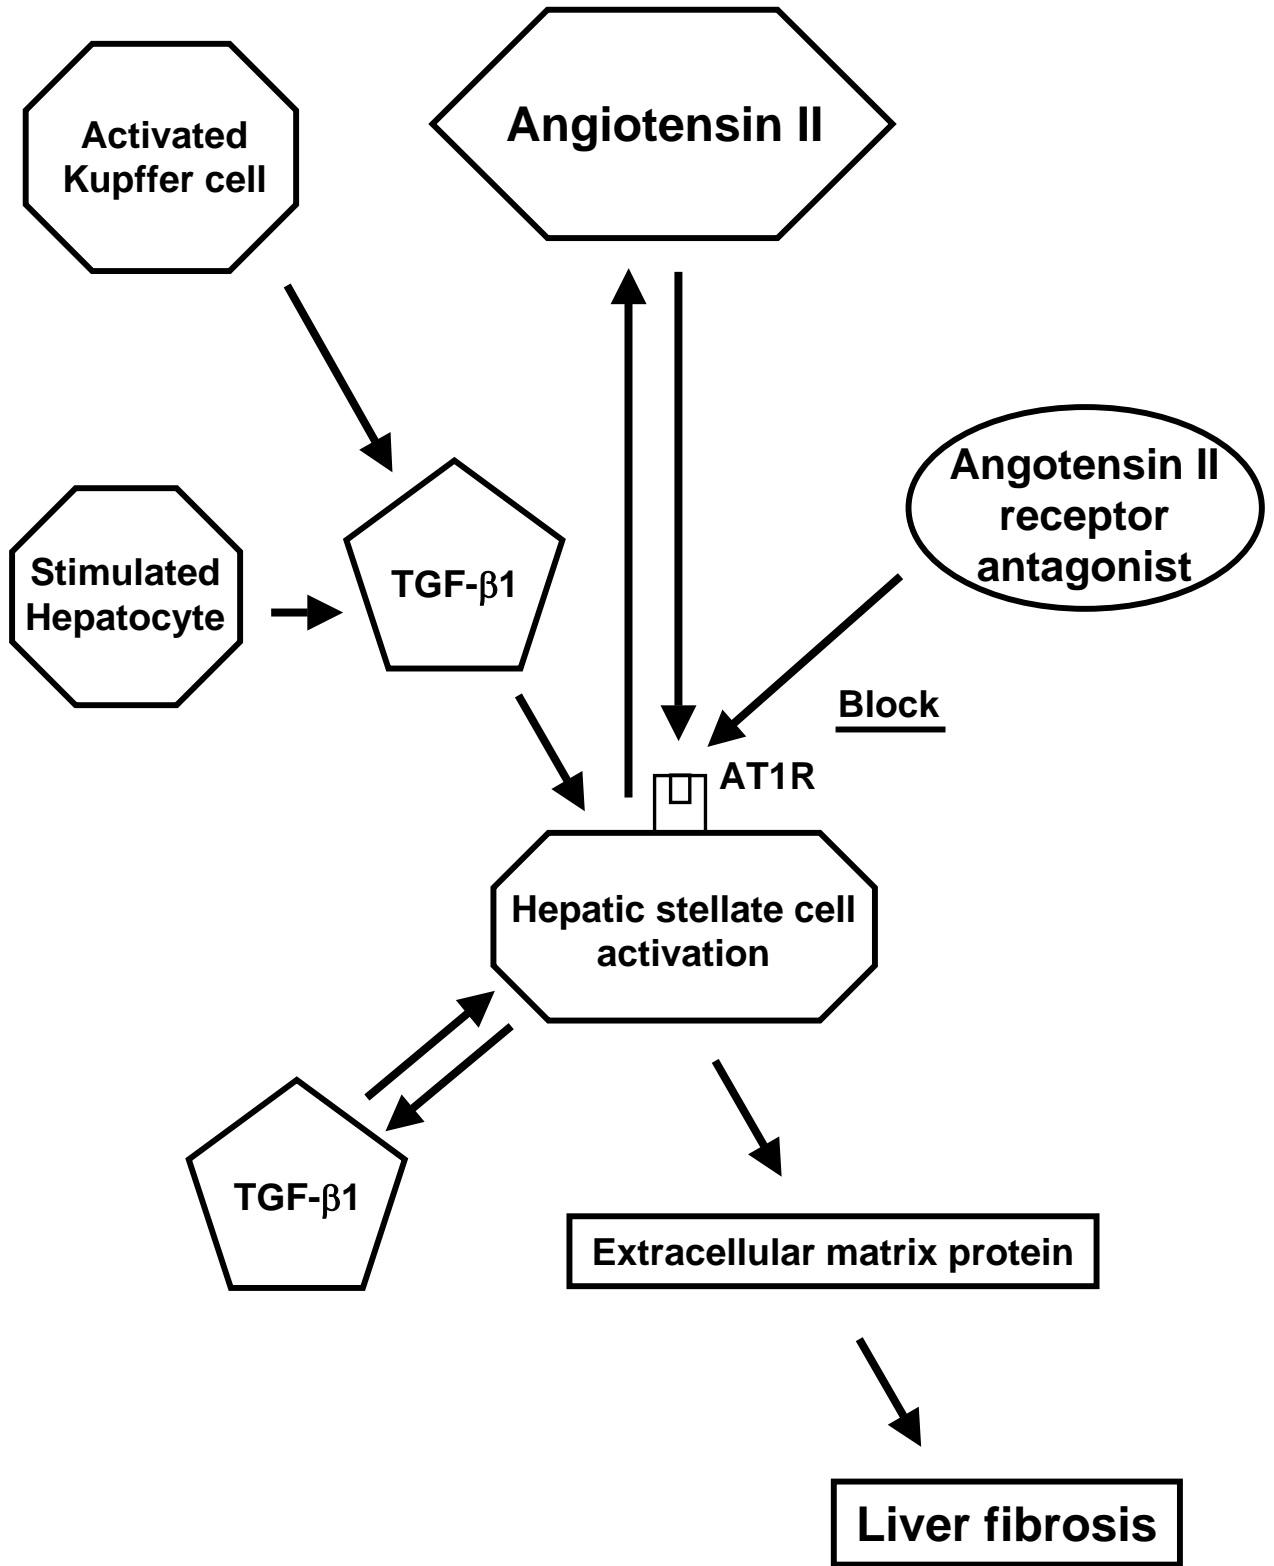 Activated
Kupffer cell
Angiotensin II
Angotensin II
receptor
antagonist
Stimulated
Hepatocyte
TGF-β1
Block
AT1R
Hepatic stellate cell
activation
TGF-β1
Extracellular matrix protein
Liver fibrosis